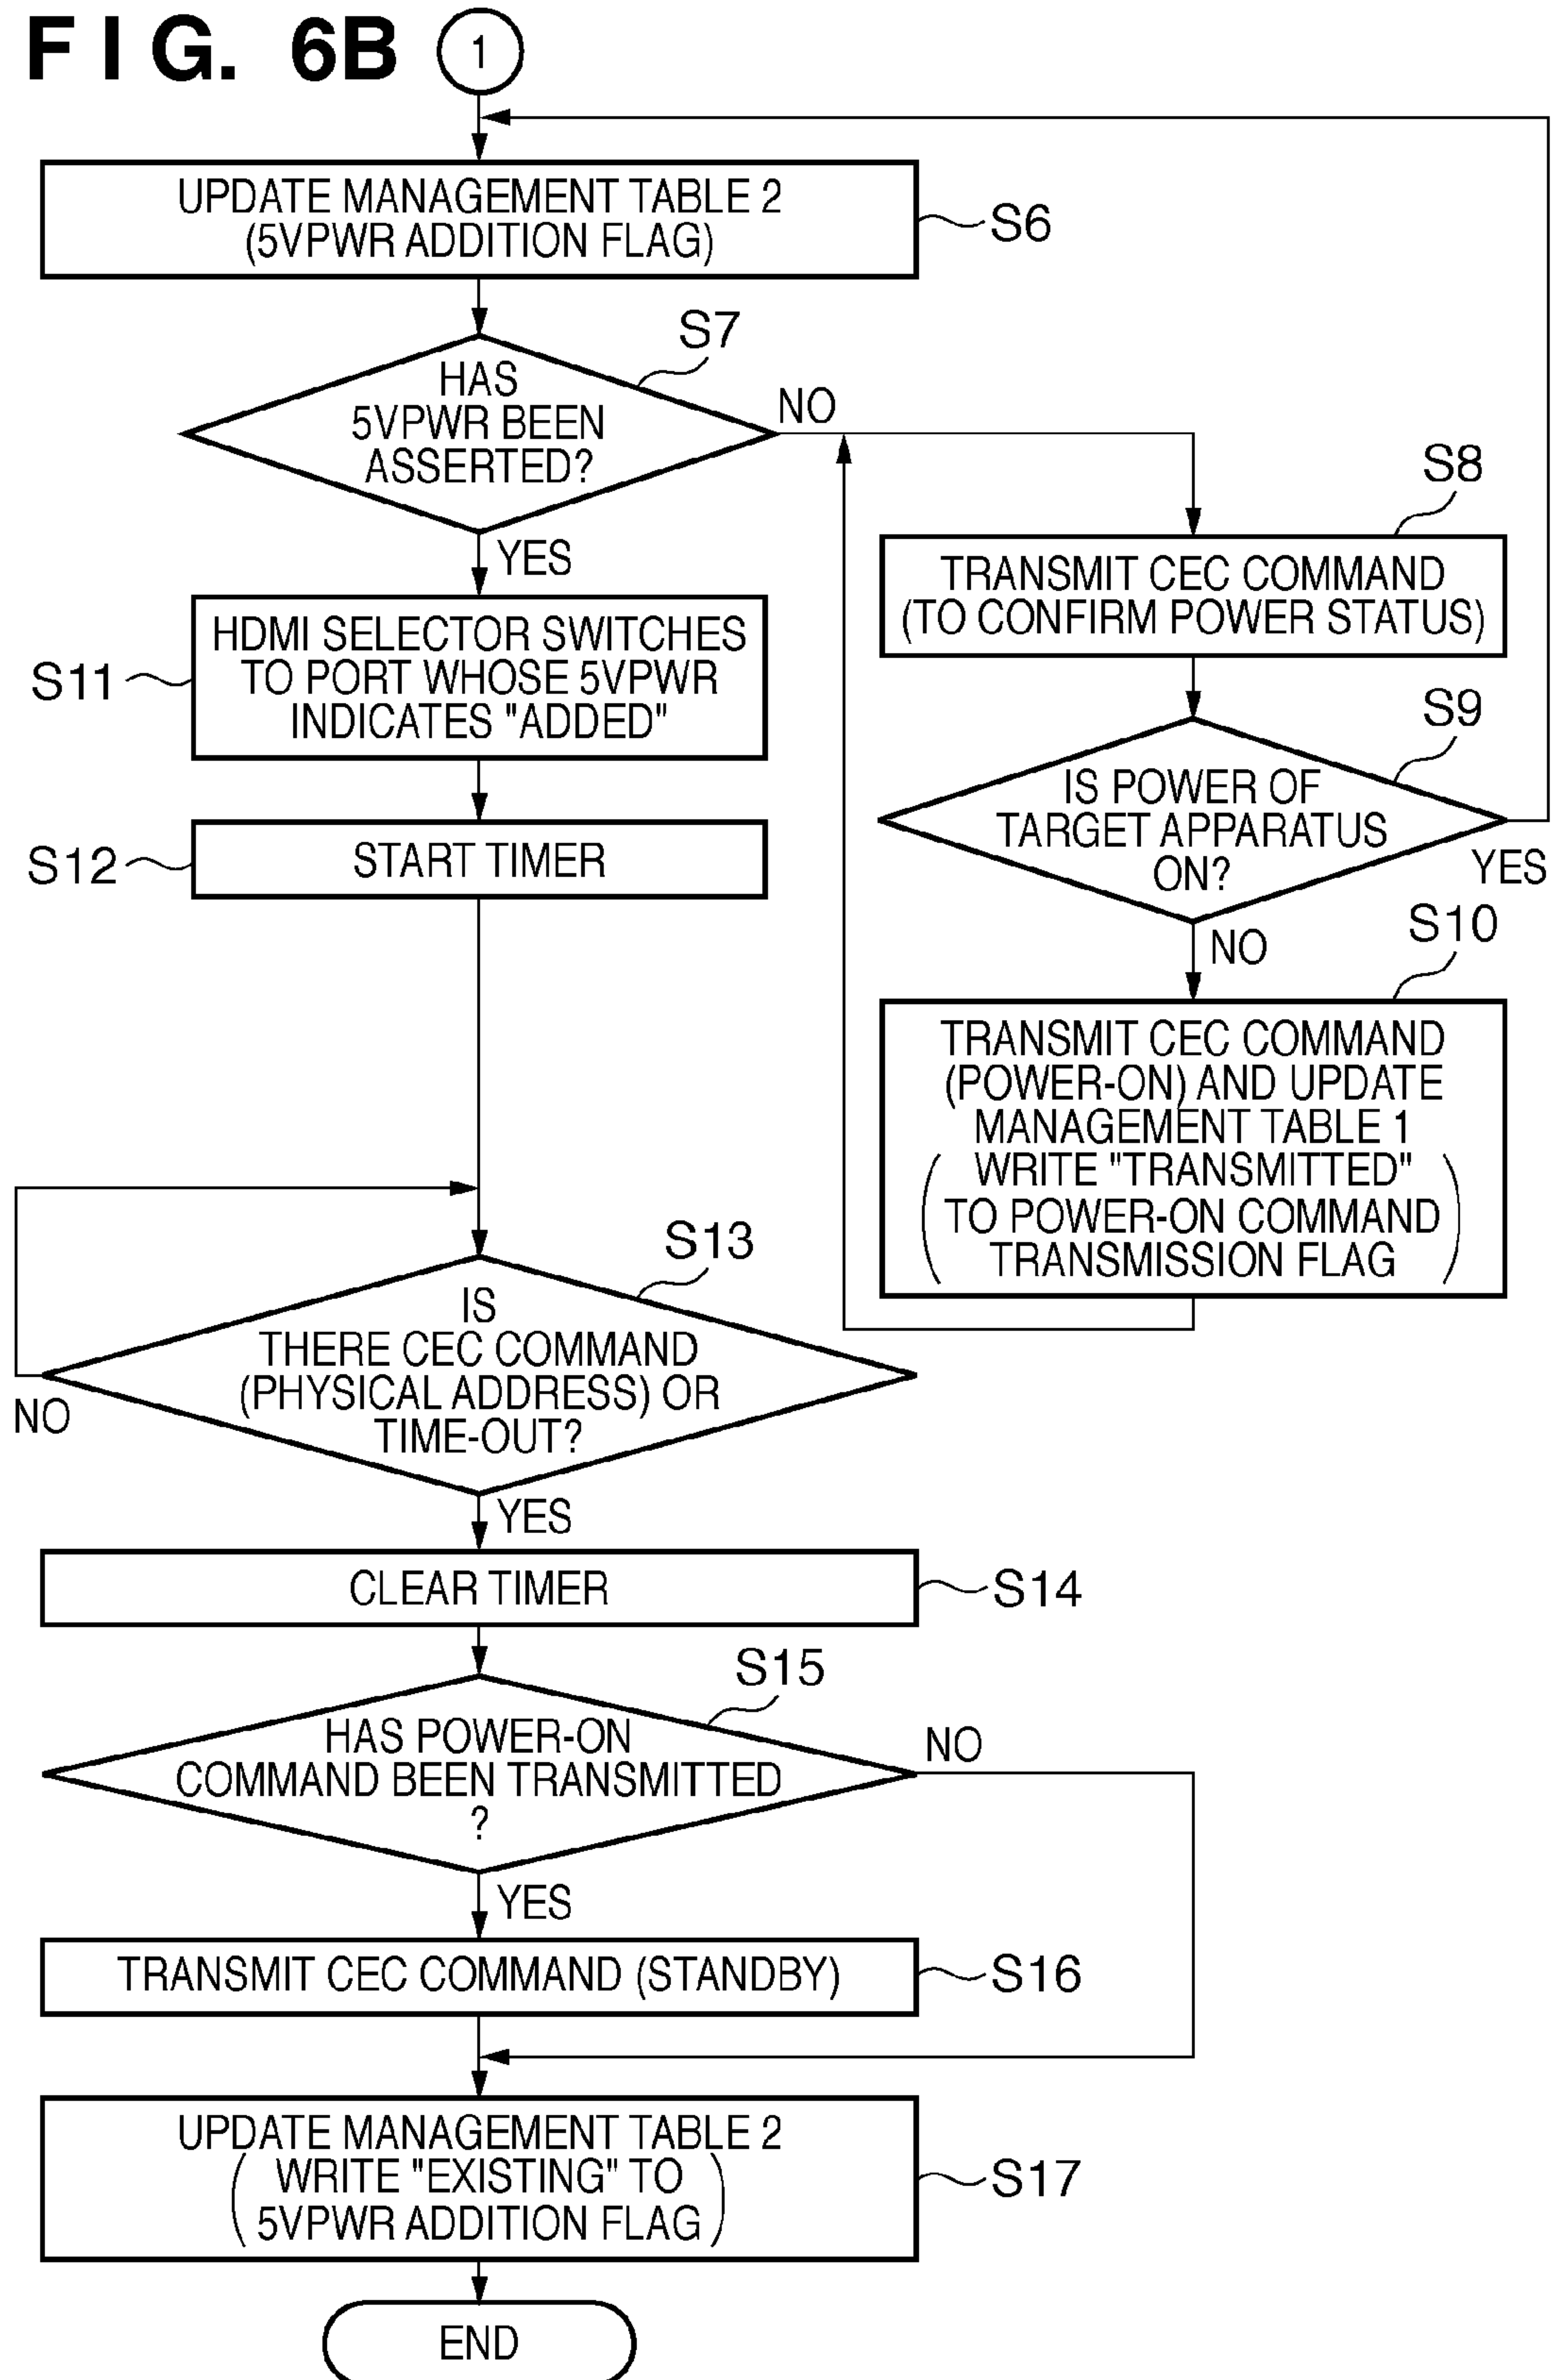 FIG. 6B
1
UPDATE MANAGEMENT TABLE 2
(5VPWR ADDITION FLAG)
S6
S7
HAS
5VPWR BEEN
ASSERTED?
NO
YES
S8
TRANSMIT CEC COMMAND
(TO CONFIRM POWER STATUS)
S11
HDMI SELECTOR SWITCHES
TO PORT WHOSE 5VPWR
INDICATES "ADDED"
S9
IS POWER OF
TARGET APPARATUS
ON?
YES
NO
S12
START TIMER
S10
TRANSMIT CEC COMMAND
(POWER-ON) AND UPDATE
MANAGEMENT TABLE 1
(WRITE "TRANSMITTED"
TO POWER-ON COMMAND
TRANSMISSION FLAG)
S13
IS
THERE CEC COMMAND
(PHYSICAL ADDRESS) OR
TIME-OUT?
NO
YES
CLEAR TIMER
S14
S15
HAS POWER-ON
COMMAND BEEN TRANSMITTED
?
NO
YES
TRANSMIT CEC COMMAND (STANDBY)
S16
UPDATE MANAGEMENT TABLE 2
(WRITE "EXISTING" TO
5VPWR ADDITION FLAG)
S17
END